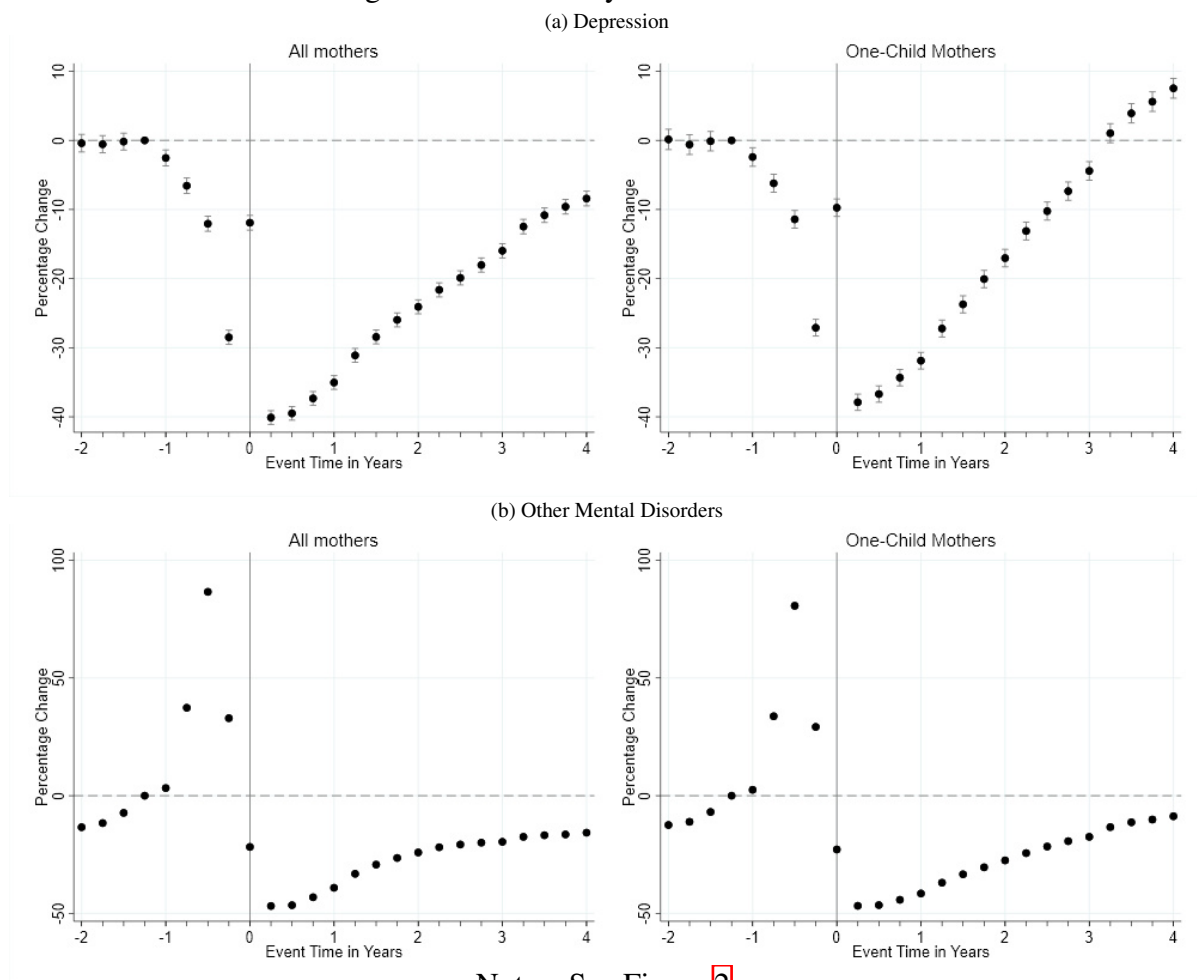 (a) Depression
All mothers
One-Child Mothers
Percentage Change
10
0
-10
-20
-30
-40
-2 -1 0 1 2 3 4
Event Time in Years
Percentage Change
10
0
-10
-20
-30
-40
-2 -1 0 1 2 3 4
Event Time in Years
(b) Other Mental Disorders
All mothers
One-Child Mothers
Percentage Change
100
50
0
-50
-2 -1 0 1 2 3 4
Event Time in Years
Percentage Change
100
50
0
-50
-2 -1 0 1 2 3 4
Event Time in Years
See Figure